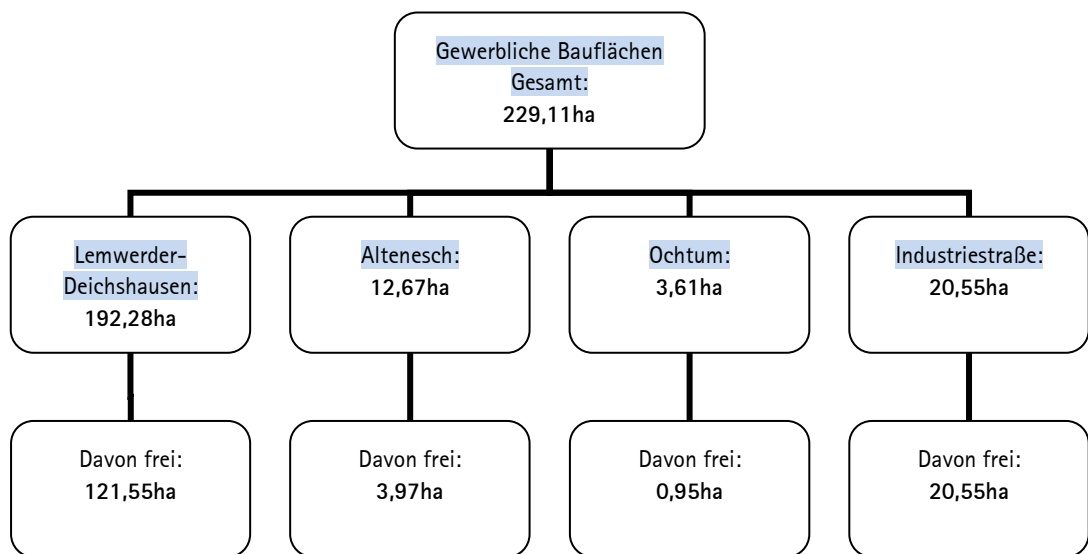 Gewerbliche Bauflächen
Gesamt:
229,11ha
Lemwerder-
Deichshausen:
192,28ha
Altenesch:
12,67ha
Ochtum:
3,61ha
Industriestraße:
20,55ha
Davon frei:
121,55ha
Davon frei:
3,97ha
Davon frei:
0,95ha
Davon frei:
20,55ha